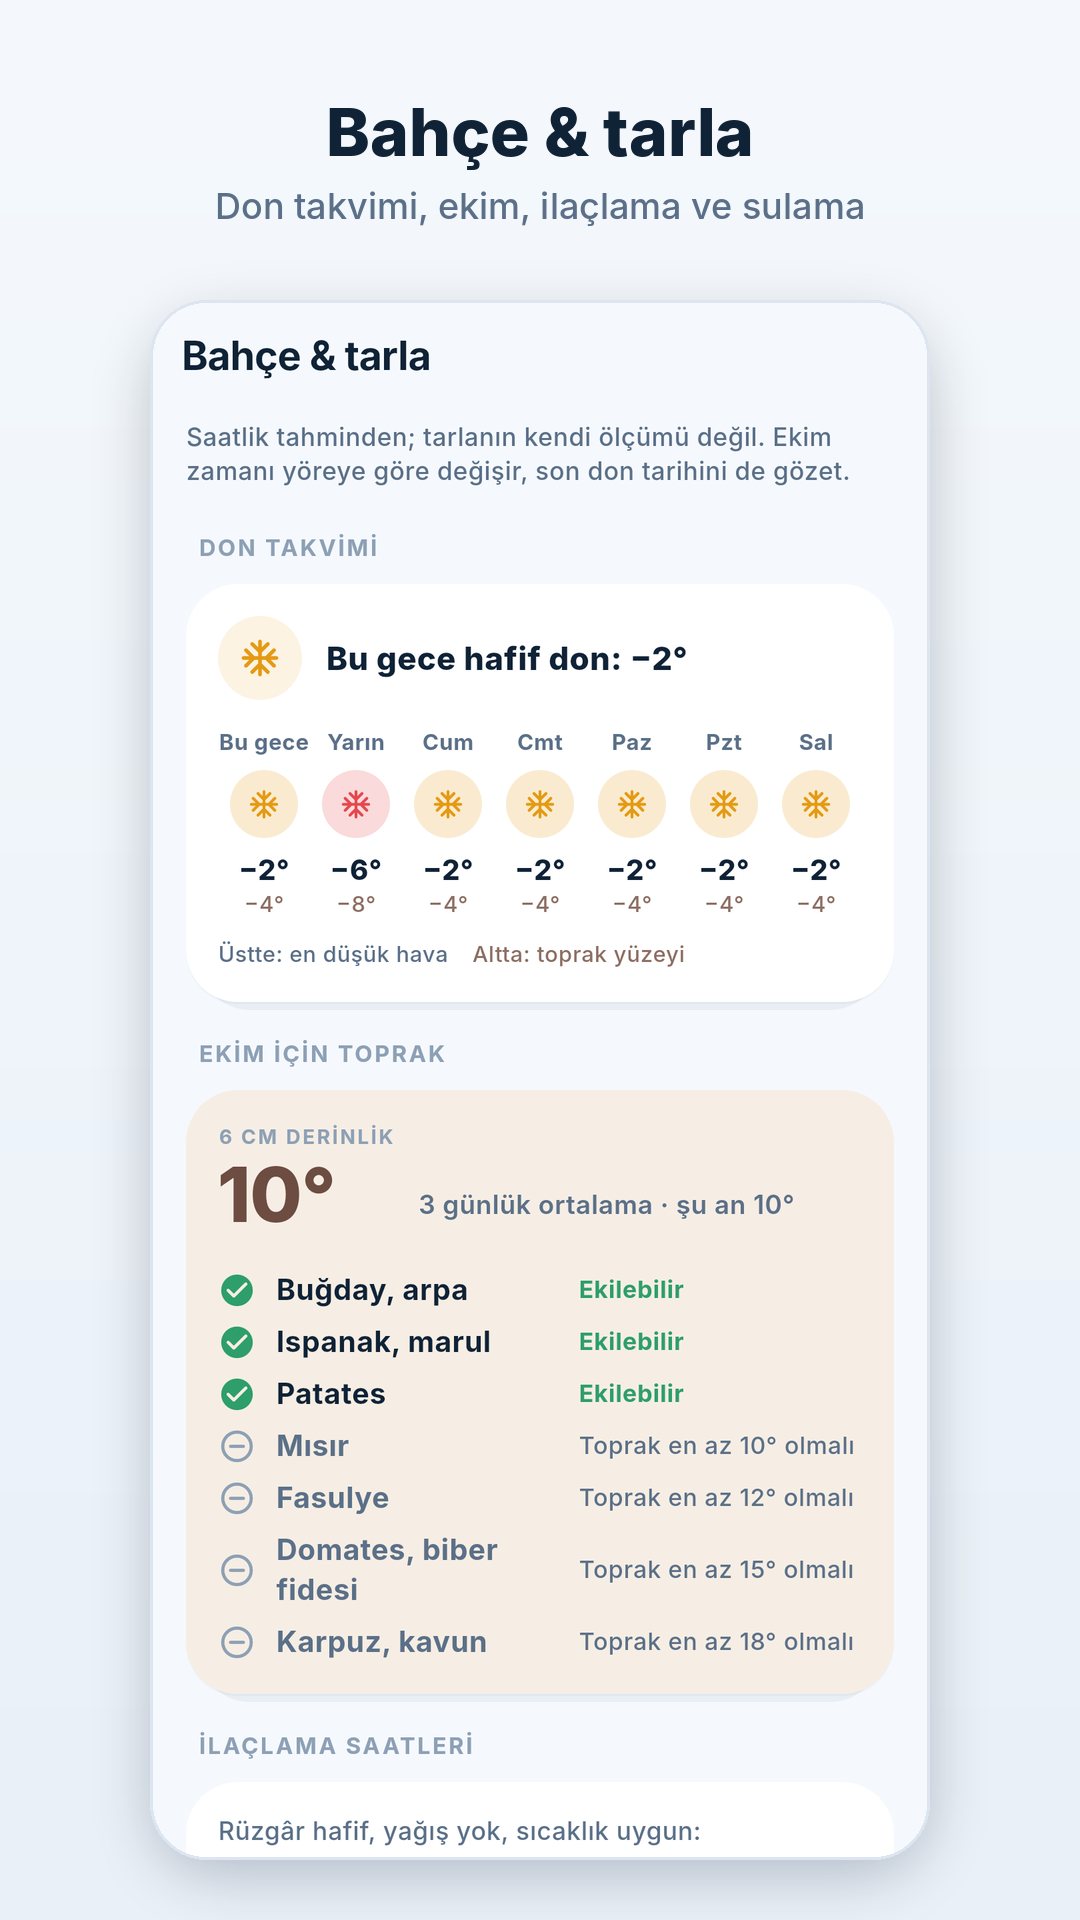 Bahçe & tarla
Don takvimi, ekim, ilaçlama ve sulama
Bahçe & tarla
Saatlik tahminden; tarlanın kendi ölçümü değil. Ekim
zamanı yöreye göre değişir, son don tarihini de gözet.
DON TAKVİMİ
Bu gece hafif don: −2°
Bu gece Yarın Cum Cmt Paz Pzt Sal
−2° −6° −2° −2° −2° −2° −2°
−4° −8° −4° −4° −4° −4° −4°
Üstte: en düşük hava Altta: toprak yüzeyi
EKİM İÇİN TOPRAK
6 CM DERİNLİK
10° 3 günlük ortalama · şu an 10°
Buğday, arpa Ekilebilir
Ispanak, marul Ekilebilir
Patates Ekilebilir
Mısır Toprak en az 10° olmalı
Fasulye Toprak en az 12° olmalı
Domates, biber
fidesi Toprak en az 15° olmalı
Karpuz, kavun Toprak en az 18° olmalı
İLAÇLAMA SAATLERİ
Rüzgâr hafif, yağış yok, sıcaklık uygun: